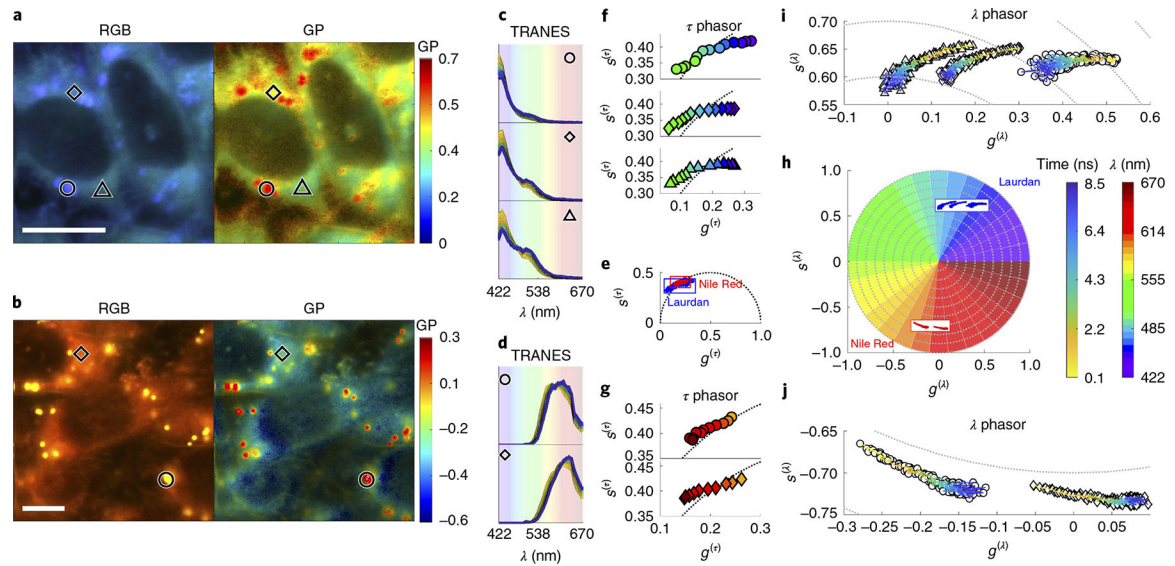 a
RGB
GP
GP
0.7
0.6
0.5
0.4
0.3
0.2
0.1
0
b
RGB
GP
GP
0.3
0.1
0
–0.2
–0.4
–0.6
c
TRANES
422
538
670
λ (nm)
d
TRANES
422
538
670
λ (nm)
f
τ phasor
0.40
0.35
0.30
s(τ)
0.40
0.35
0.30
s(τ)
0.40
0.35
0.30
s(τ)
0.1
0.2
0.3
g(τ)
e
0.5
0
s(τ)
Nile Red
Laurdan
0
0.5
1.0
g(τ)
g
τ phasor
0.45
0.40
0.35
s(τ)
0.45
0.40
0.35
s(τ)
0.1
0.2
0.3
g(τ)
i
λ phasor
0.70
0.65
0.60
0.58
0.55
s(λ)
0
0.1
0.2
0.3
0.4
0.5
0.6
g(λ)
h
Laurdan
1.0
0.5
0
–0.5
–1.0
s(λ)
Nile Red
–1.0
–0.5
0
0.5
1.0
g(λ)
Time (ns)
8.5
4.3
2.2
0.1
λ (nm)
670
614
555
485
422
j
λ phasor
–0.65
–0.70
–0.75
s(λ)
–0.3
–0.25
–0.20
–0.15
–0.1
–0.05
0
0.05
g(λ)